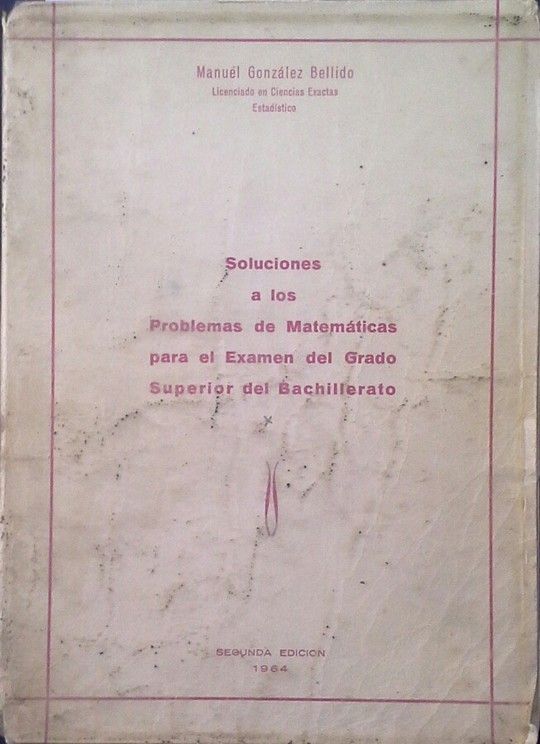 Manuél González Bellido
Licenciado en Ciencias Exactas
Estadístico
Soluciones
a los
Problemas de Matemáticas
para el Examen del Grado
Superior del Bachillerato
SEGUNDA EDICION
1964